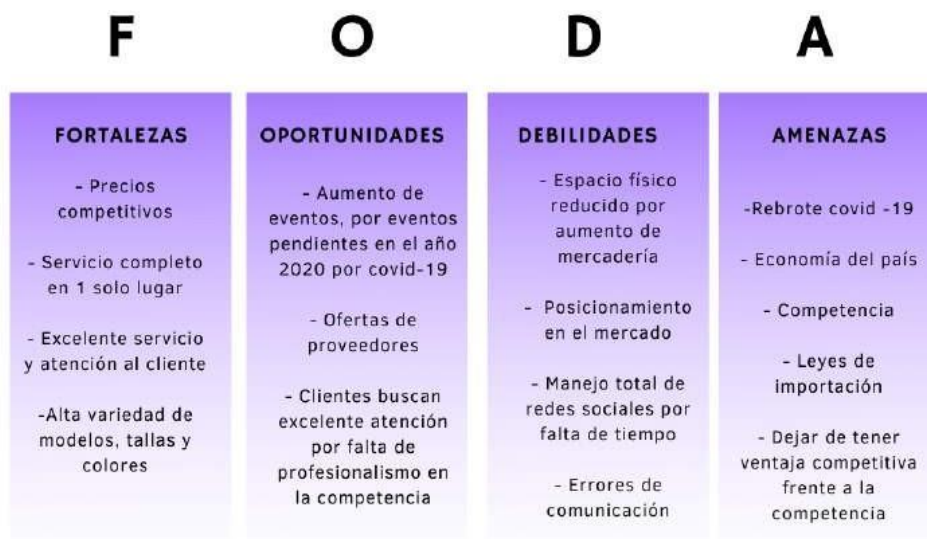 F
O
D
A
FORTALEZAS
- Precios
competitivos
- Servicio completo
en 1 solo lugar
- Excelente servicio
y atención al cliente
-Alta variedad de
modelos, tallas y
colores
OPORTUNIDADES
- Aumento de
eventos, por eventos
pendientes en el año
2020 por covid-19
- Ofertas de
proveedores
- Clientes buscan
excelente atención
por falta de
profesionalismo en
la competencia
DEBILIDADES
- Espacio físico
reducido por
aumento de
mercadería
- Posicionamiento
en el mercado
- Manejo total de
redes sociales por
falta de tiempo
- Errores de
comunicación
AMENAZAS
-Rebrote covid -19
- Economía del país
- Competencia
- Leyes de
importación
- Dejar de tener
ventaja competitiva
frente a la
competencia